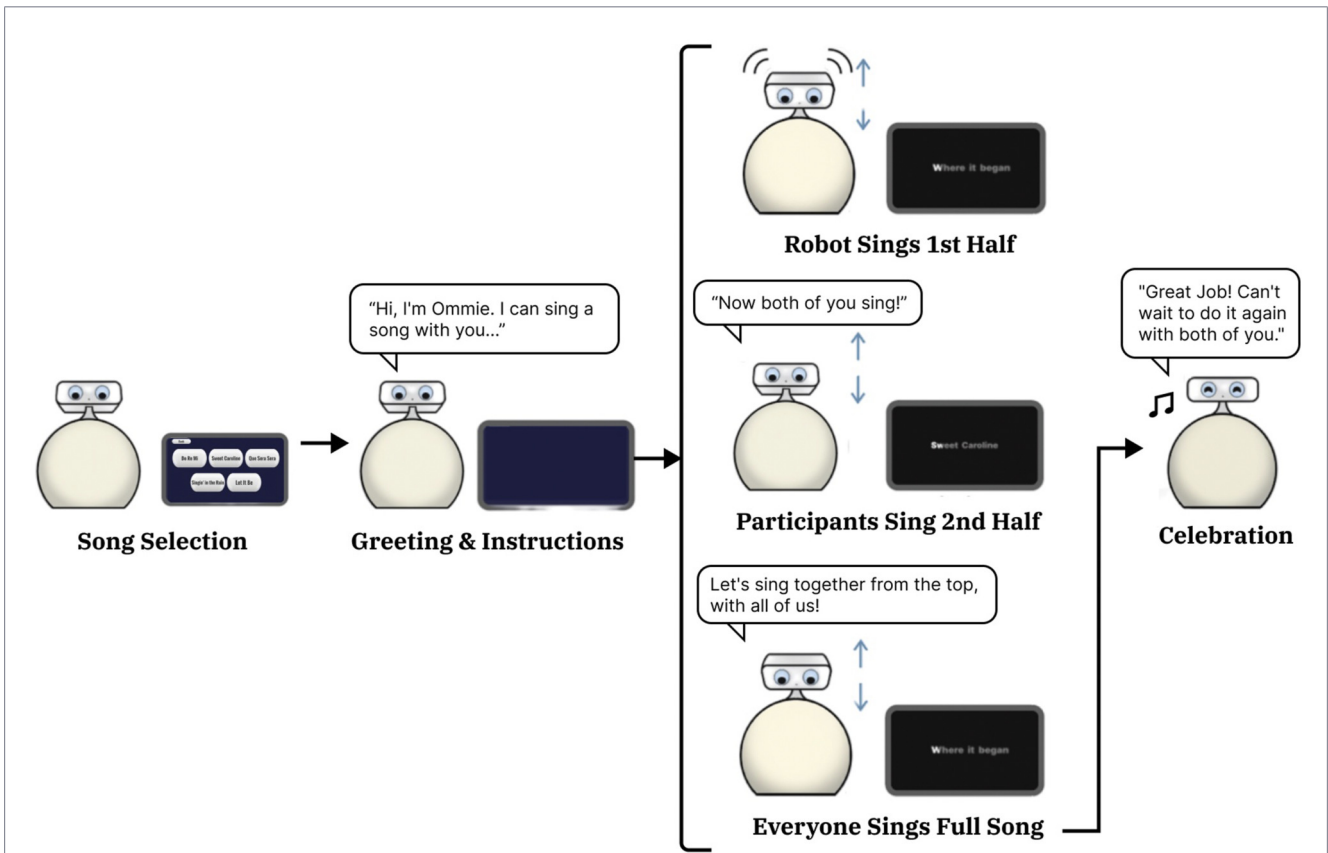 Do Re Mi
Sweet Caroline
Que Sera Sera
Singin' in the Rain
Let It Be
Song Selection
“Hi, I'm Ommie. I can sing a
song with you...”
Greeting & Instructions
Where it began
Robot Sings 1st Half
“Now both of you sing!”
Sweet Caroline
Participants Sing 2nd Half
Let's sing together from the top,
with all of us!
Where it began
Everyone Sings Full Song
"Great Job! Can't
wait to do it again
with both of you."
Celebration